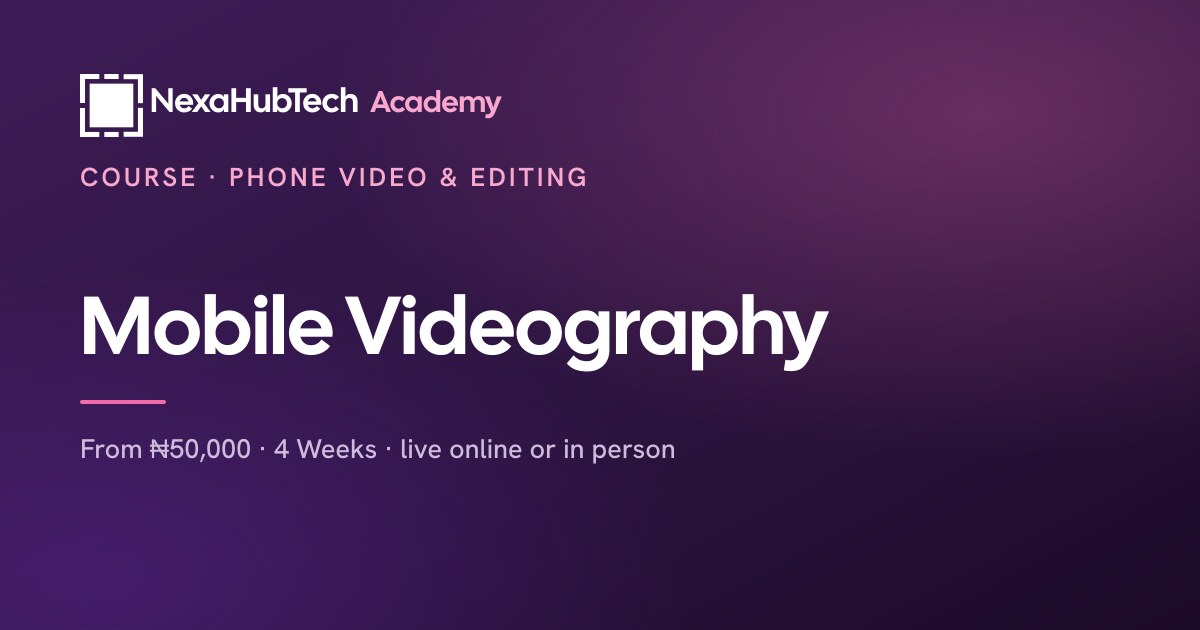 NexaHubTech Academy
COURSE · PHONE VIDEO & EDITING
Mobile Videography
From ₦50,000 · 4 Weeks · live online or in person